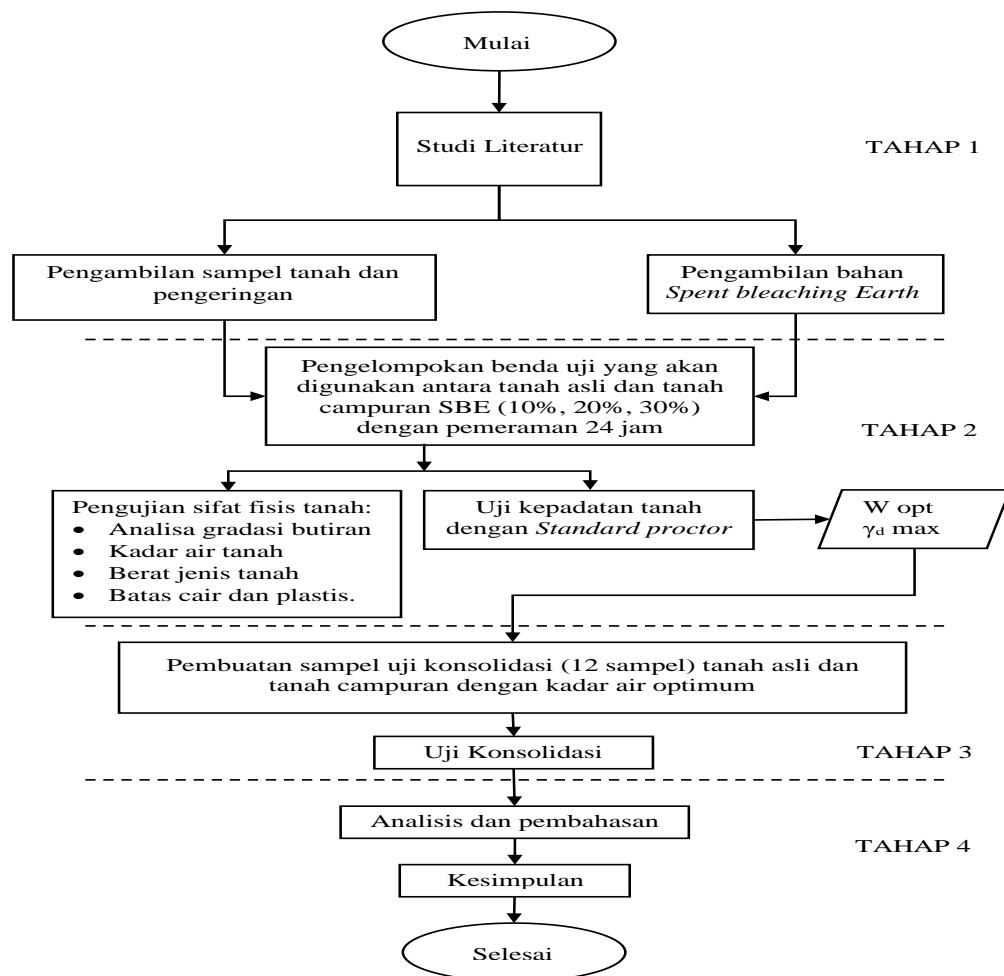 Mulai
Studi Literatur
TAHAP 1
Pengambilan sampel tanah dan
pengeringan
Pengambilan bahan
Spent bleaching Earth
Pengelompokan benda uji yang akan
digunakan antara tanah asli dan tanah
campuran SBE (10%, 20%, 30%)
dengan pemeraman 24 jam
TAHAP 2
Pengujian sifat fisis tanah:
• Analisa gradasi butiran
• Kadar air tanah
• Berat jenis tanah
• Batas cair dan plastis.
Uji kepadatan tanah
dengan Standard proctor
W opt
γd max
Pembuatan sampel uji konsolidasi (12 sampel) tanah asli dan
tanah campuran dengan kadar air optimum
Uji Konsolidasi
TAHAP 3
Analisis dan pembahasan
TAHAP 4
Kesimpulan
Selesai